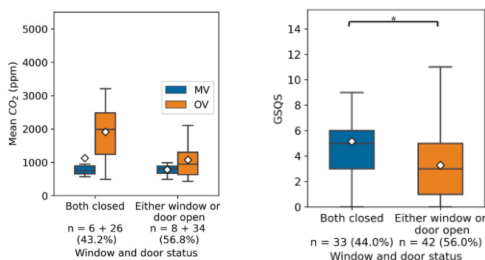 5000
4000
3000
2000
1000
0
Mean CO2 (ppm)
MV
OV
Both closed
Either window or
door open
n = 6 + 26
(43.2%)
n = 8 + 34
(56.8%)
Window and door status
14
12
10
8
6
4
2
0
GSQS
*
Both closed
Either window or
door open
n = 33 (44.0%)
n = 42 (56.0%)
Window and door status